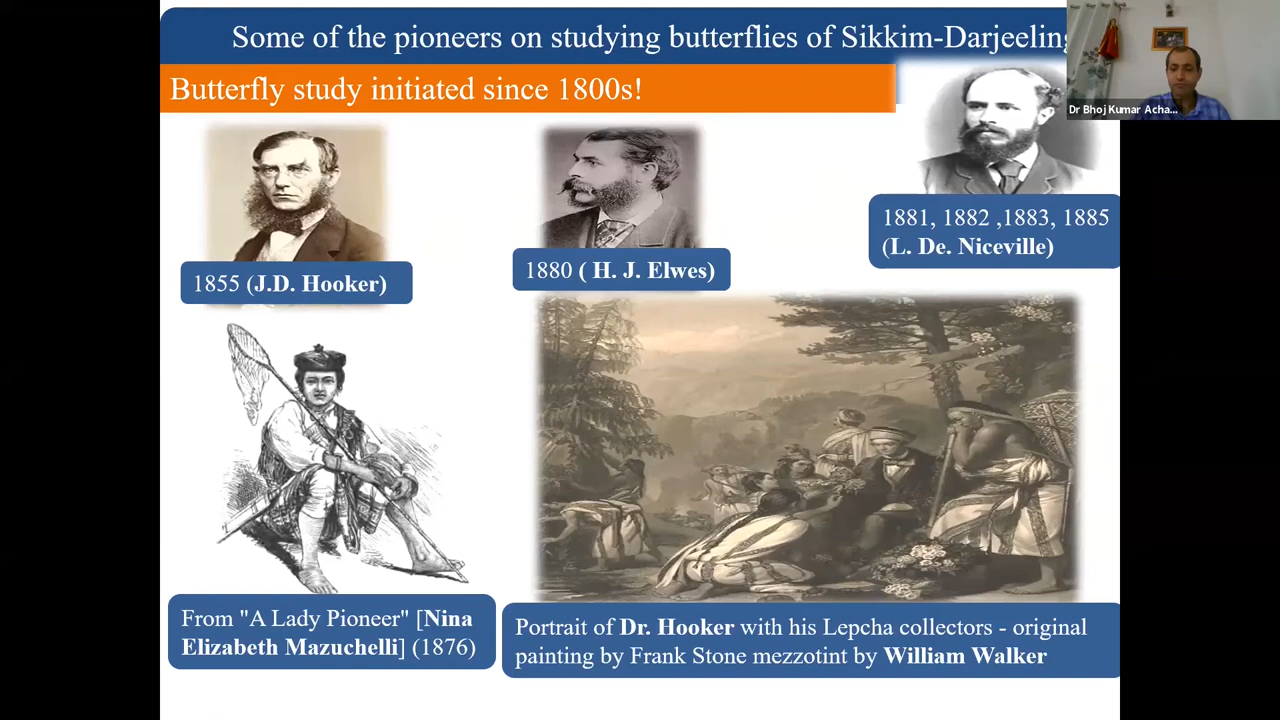 Some of the pioneers on studying butterflies of Sikkim-Darjeeling
Butterfly study initiated since 1800s!
Dr Bhoj Kumar Acha...
1855 (J.D. Hooker)
1880 ( H. J. Elwes)
1881, 1882 ,1883, 1885
(L. De. Niceville)
From "A Lady Pioneer" [Nina
Elizabeth Mazuchelli] (1876)
Portrait of Dr. Hooker with his Lepcha collectors - original
painting by Frank Stone mezzotint by William Walker